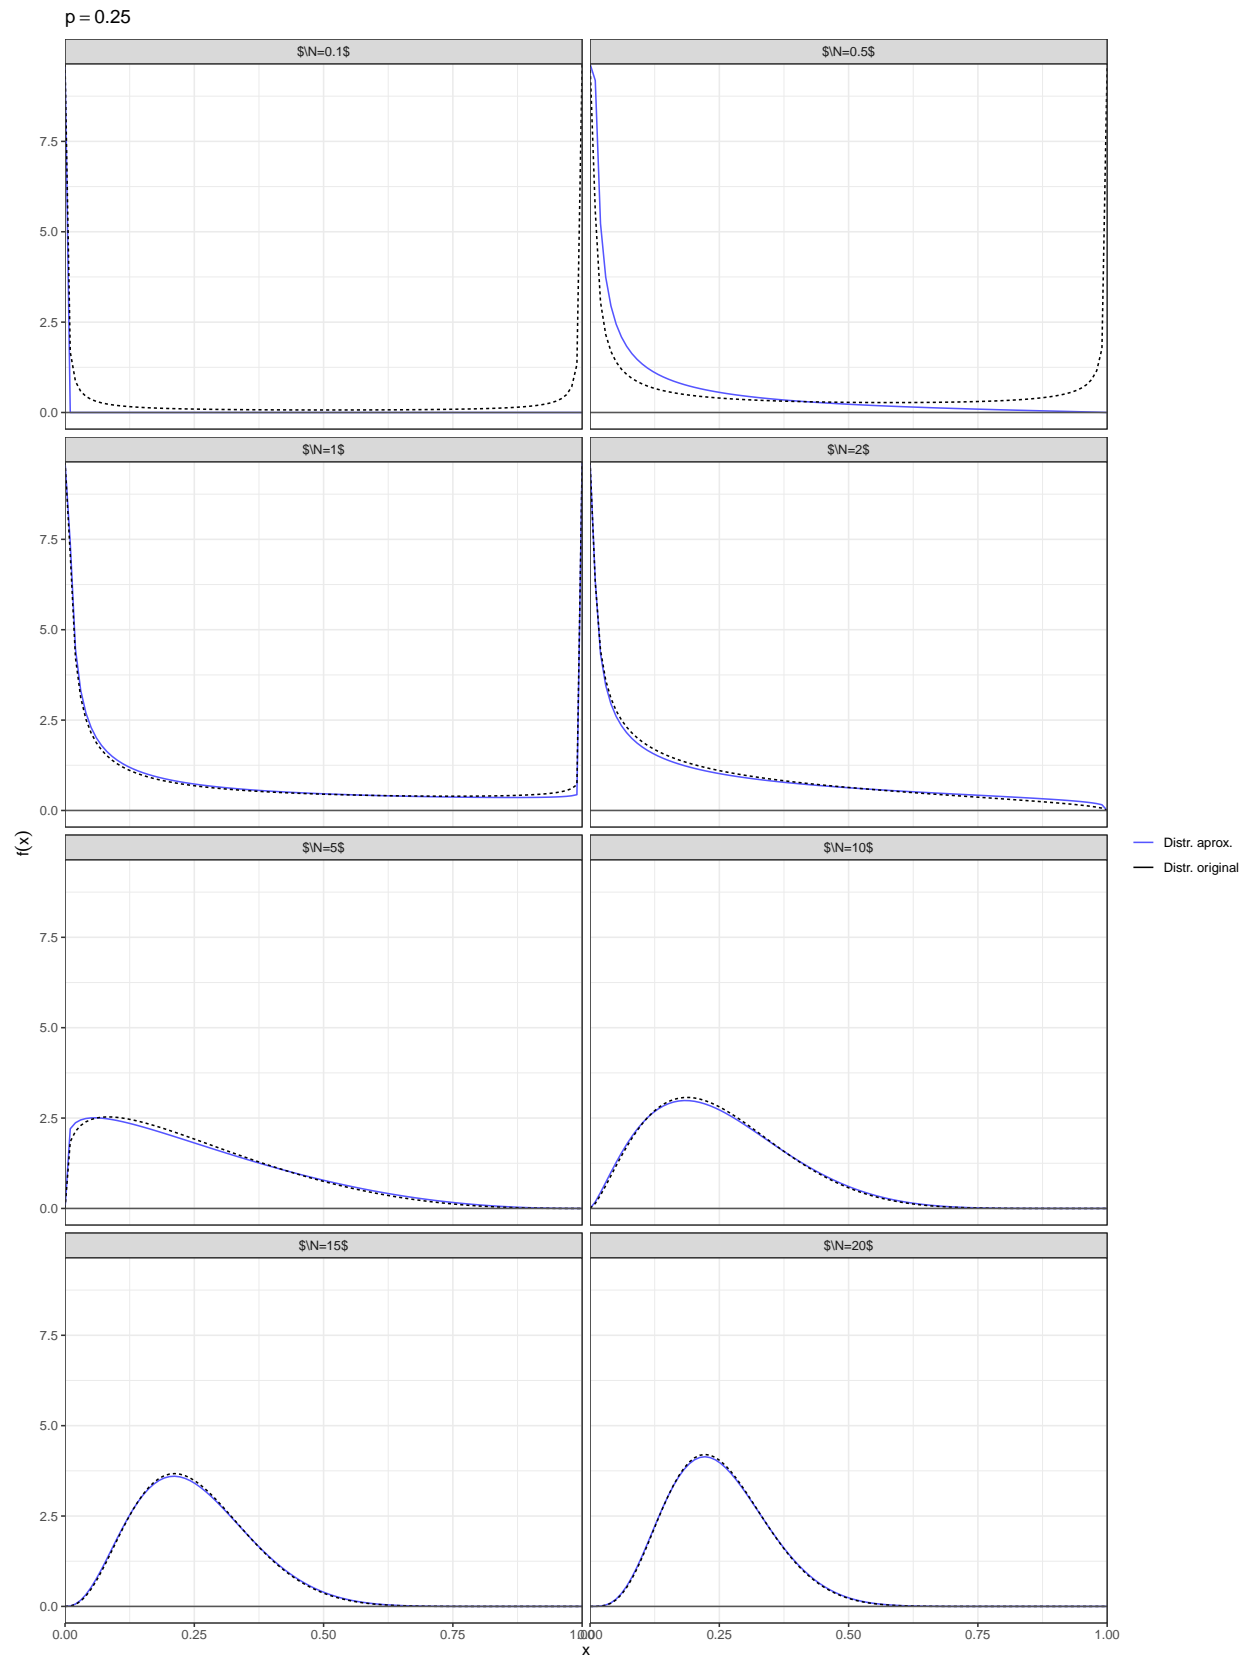 p = 0.25
$\N=0.1$
$\N=0.5$
7.5
5.0
2.5
0.0
$\N=1$
$\N=2$
7.5
5.0
2.5
0.0
f(x)
Distr. aprox.
Distr. original
$\N=5$
$\N=10$
7.5
5.0
2.5
0.0
$\N=15$
$\N=20$
7.5
5.0
2.5
0.0
0.00 0.25 0.50 0.75 1.00 0.00 0.25 0.50 0.75 1.00
x